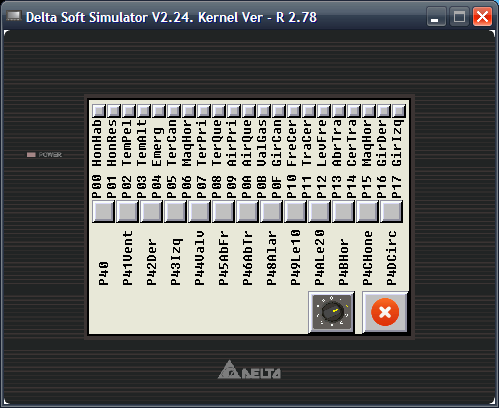 Delta Soft Simulator V2.24. Kernel Ver - R 2.78
POWER
P00 HonHab
P01 HonRes
P02 TemPel
P03 TemAlt
P04 Emerg
P05 TerCan
P06 MaqHor
P07 TerPri
P08 TerQue
P09 AirPri
P0A AirQue
P0B ValGas
P0F GirCan
P10 FreCer
P11 TraCer
P12 LevFre
P13 AbrTra
P14 CerTra
P15 MaqHor
P16 GirDer
P17 GirIzq
P40
P41Vent
P42Der
P43Izq
P44Valv
P45AbFr
P46AbTr
P48Alar
P49Le10
P4ALe20
P4BHor
P4CHone
P4DCirc
DELTA